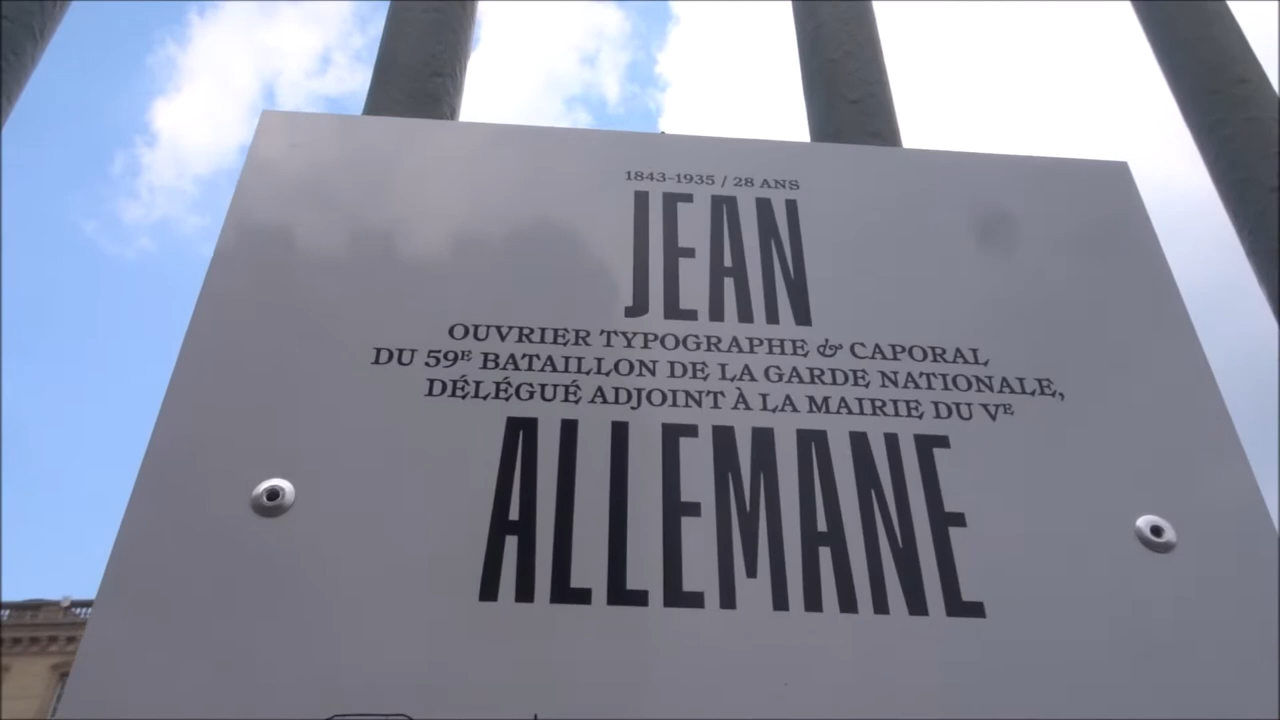 1843-1935 / 28 ANS
JEAN
OUVRIER TYPOGRAPHE & CAPORAL
DU 59E BATAILLON DE LA GARDE NATIONALE,
DÉLÉGUÉ ADJOINT À LA MAIRIE DU VE
ALLEMANE